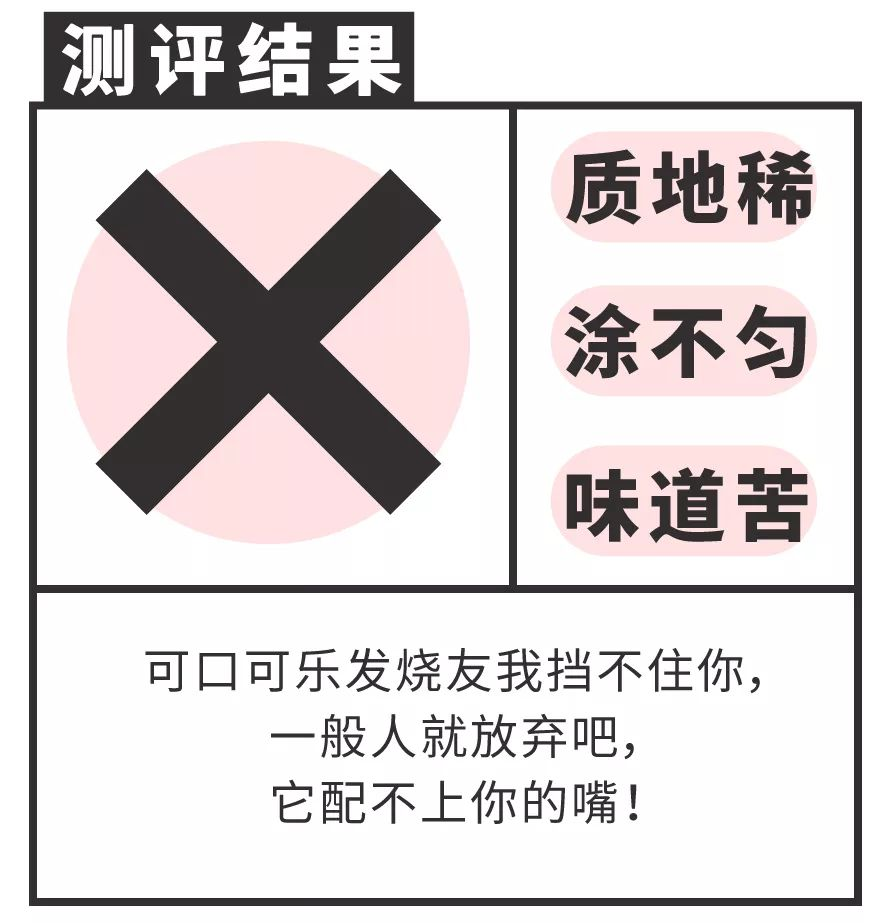 测评结果
质地稀
涂不匀
味道苦
可口可乐发烧友我挡不住你，
一般人就放弃吧，
它配不上你的嘴！